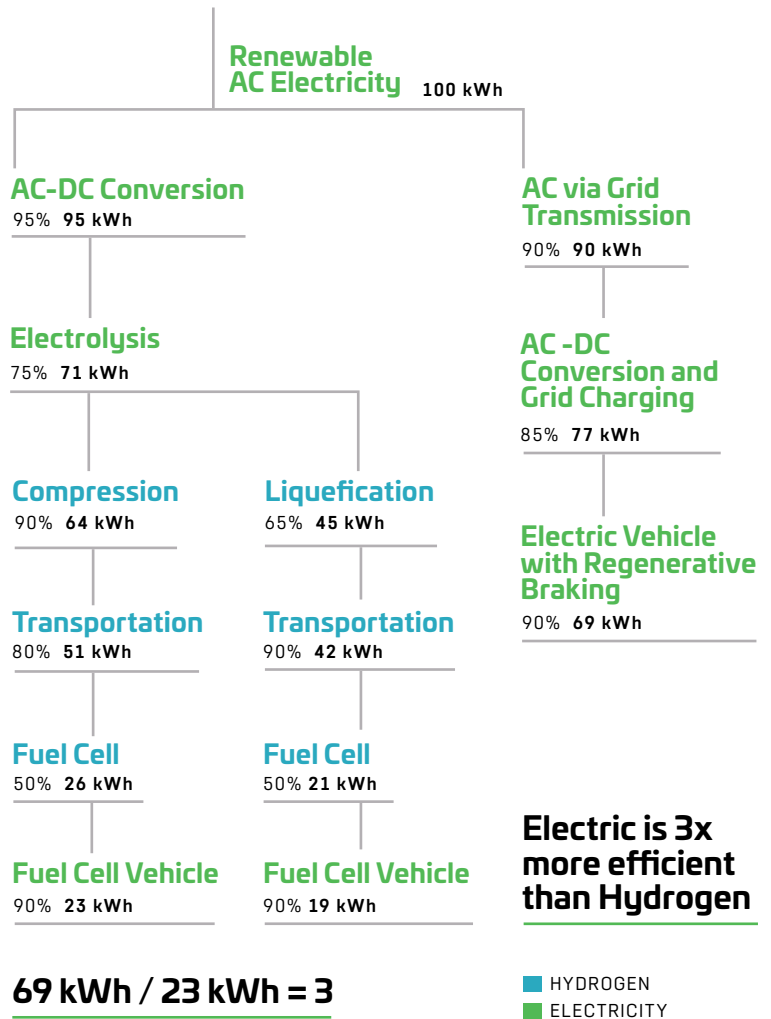 Renewable
AC Electricity 100 kWh
AC-DC Conversion
95% 95 kWh
Electrolysis
75% 71 kWh
Compression
90% 64 kWh
Transportation
80% 51 kWh
Fuel Cell
50% 26 kWh
Fuel Cell Vehicle
90% 23 kWh
Liquefication
65% 45 kWh
Transportation
90% 42 kWh
Fuel Cell
50% 21 kWh
Fuel Cell Vehicle
90% 19 kWh
AC via Grid
Transmission
90% 90 kWh
AC -DC
Conversion and
Grid Charging
85% 77 kWh
Electric Vehicle
with Regenerative
Braking
90% 69 kWh
Electric is 3x
more efficient
than Hydrogen
69 kWh / 23 kWh = 3
HYDROGEN
ELECTRICITY